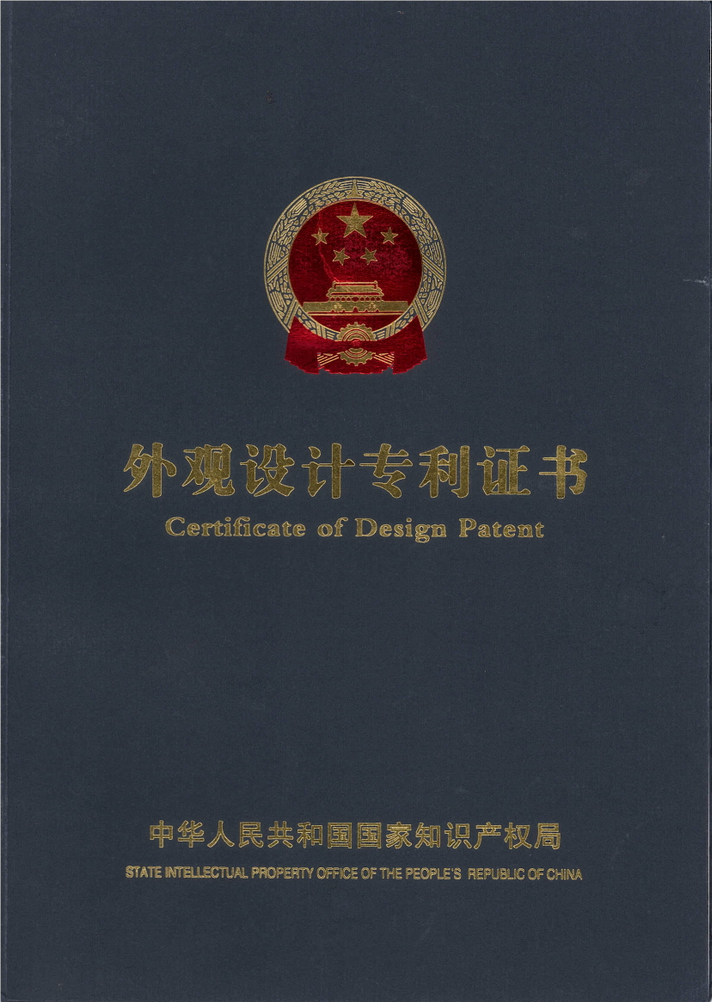 外观设计专利证书
Certificate of Design Patent
中华人民共和国国家知识产权局
STATE INTELLECTUAL PROPERTY OFFICE OF THE PEOPLE'S REPUBLIC OF CHINA